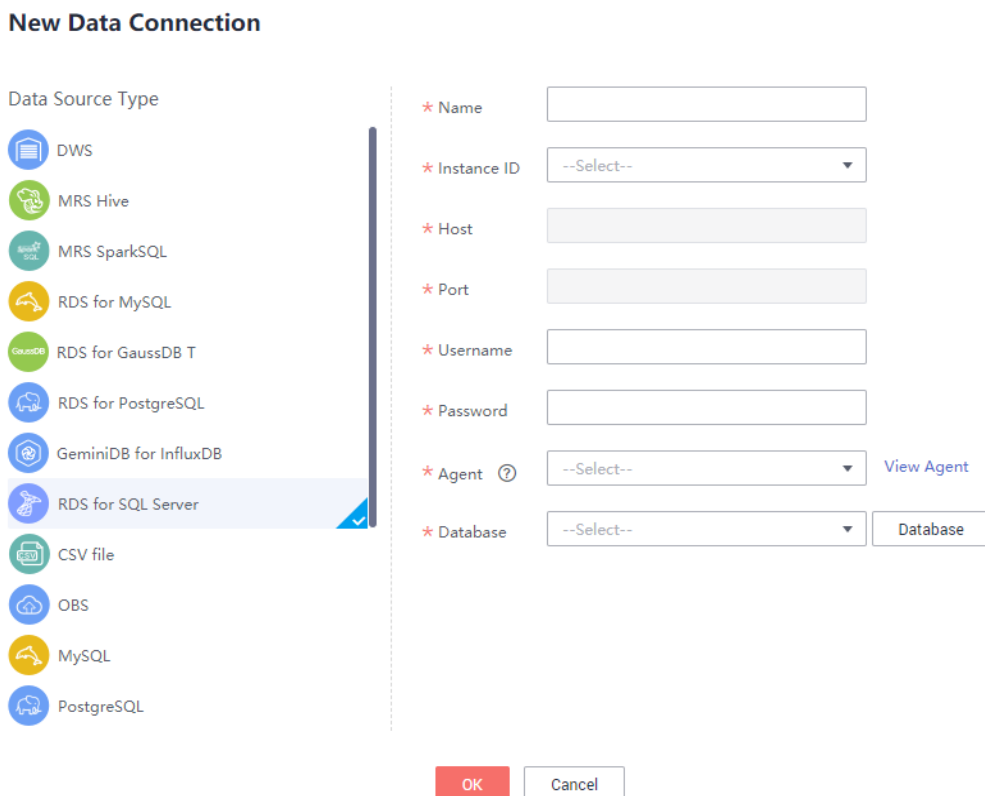 New Data Connection
Data Source Type
DWS
MRS Hive
MRS SparkSQL
RDS for MySQL
GaussDB
RDS for GaussDB T
RDS for PostgreSQL
GeminiDB for InfluxDB
RDS for SQL Server
CSV
CSV file
OBS
MySQL
PostgreSQL
* Name
* Instance ID --Select--
* Host
* Port
* Username
* Password
* Agent ? --Select-- View Agent
* Database --Select-- Database
OK Cancel